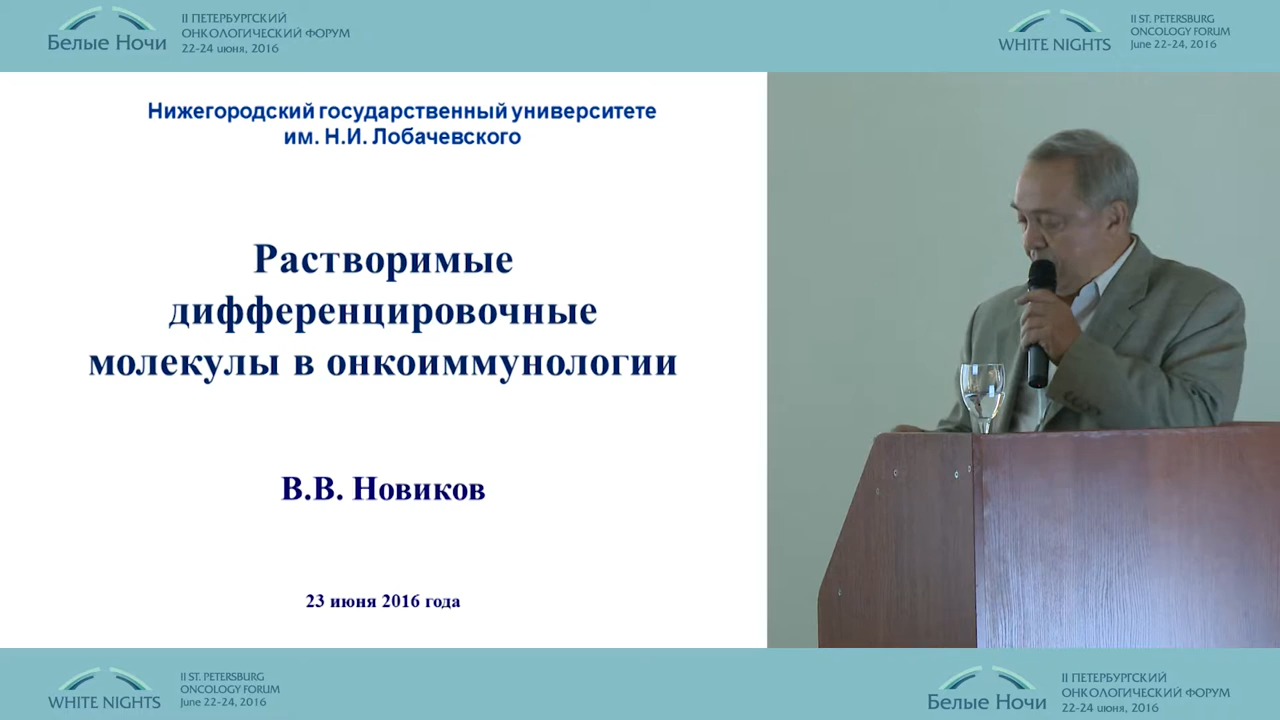 Белые Ночи
II ПЕТЕРБУРГСКИЙ
ОНКОЛОГИЧЕСКИЙ ФОРУМ
22-24 июня, 2016
WHITE NIGHTS
II ST. PETERSBURG
ONCOLOGY FORUM
June 22-24, 2016
Нижегородский государственный университете
им. Н.И. Лобачевского
Растворимые
дифференцировочные
молекулы в онкоиммунологии
В.В. Новиков
23 июня 2016 года
WHITE NIGHTS
II ST. PETERSBURG
ONCOLOGY FORUM
June 22-24, 2016
Белые Ночи
II ПЕТЕРБУРГСКИЙ
ОНКОЛОГИЧЕСКИЙ ФОРУМ
22-24 июня, 2016